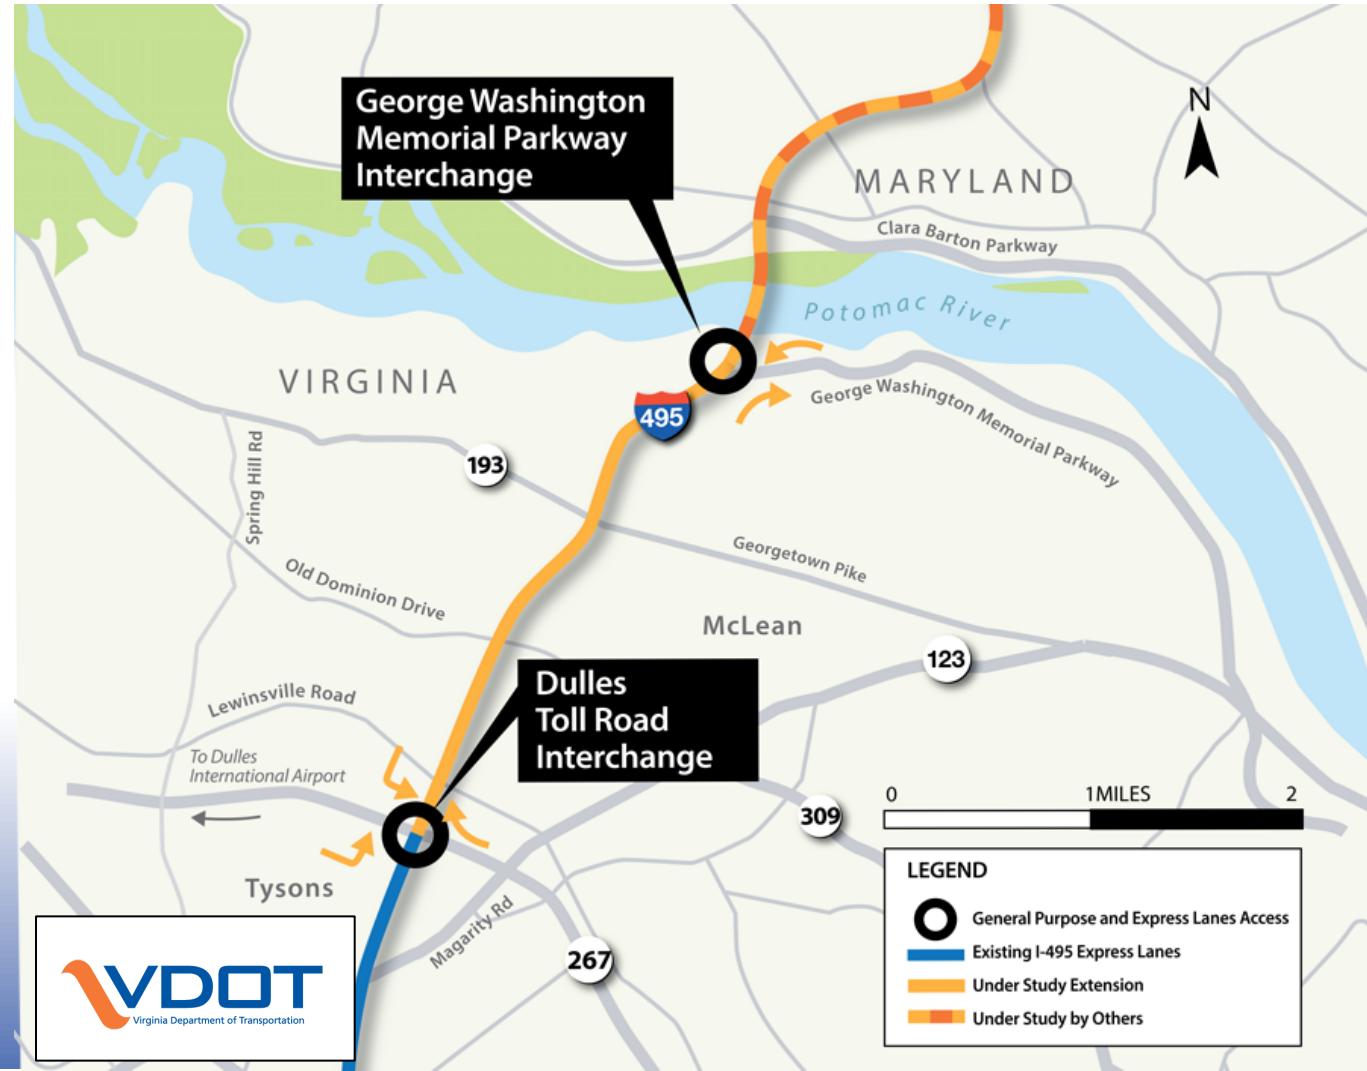 George Washington
Memorial Parkway
Interchange
N
MARYLAND
Clara Barton Parkway
Potomac River
VIRGINIA
495
George Washington Memorial Parkway
193
Spring Hill Rd
Georgetown Pike
Old Dominion Drive
McLean
123
Dulles
Toll Road
Interchange
Lewinsville Road
To Dulles
International Airport
0 1 MILES 2
309
Tysons
Magarity Rd
267
LEGEND
General Purpose and Express Lanes Access
Existing I-495 Express Lanes
Under Study Extension
Under Study by Others
VDOT
Virginia Department of Transportation